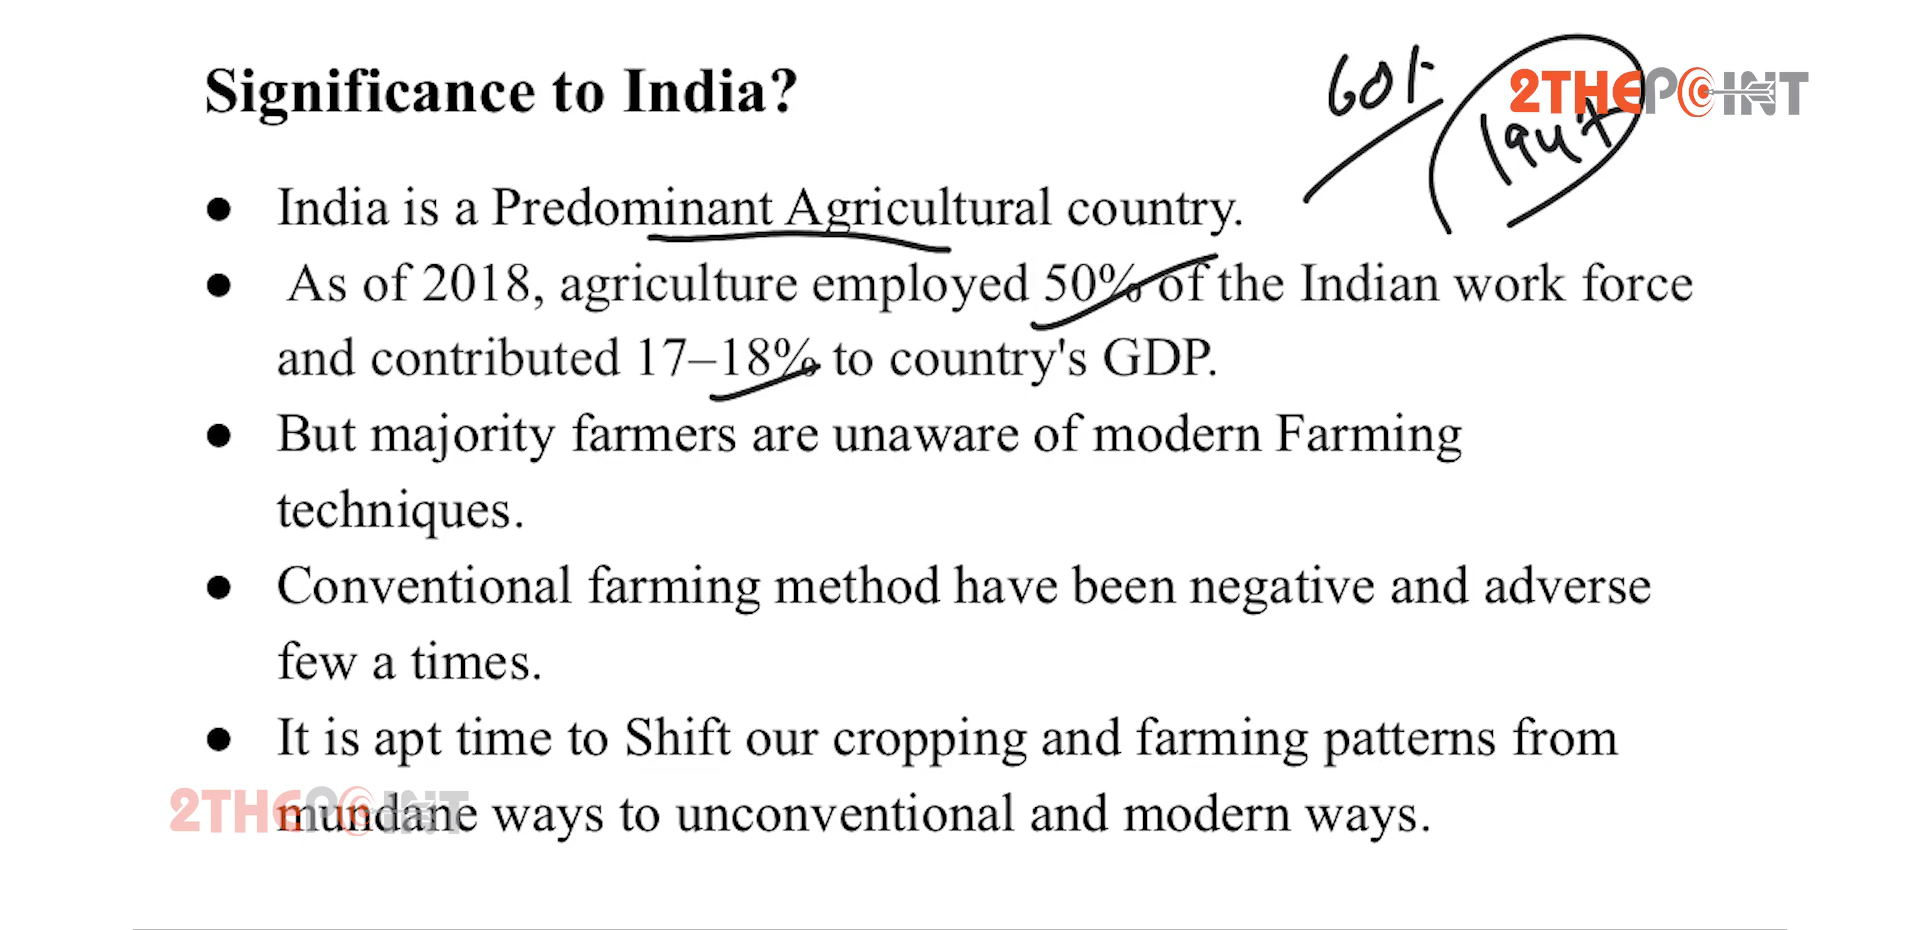 Significance to India?
60%
2THEPOINT
1947
● India is a Predominant Agricultural country.
● As of 2018, agriculture employed 50% of the Indian work force
and contributed 17–18% to country's GDP.
● But majority farmers are unaware of modern Farming
techniques.
● Conventional farming method have been negative and adverse
few a times.
● It is apt time to Shift our cropping and farming patterns from
mundane ways to unconventional and modern ways.
2THEPOINT